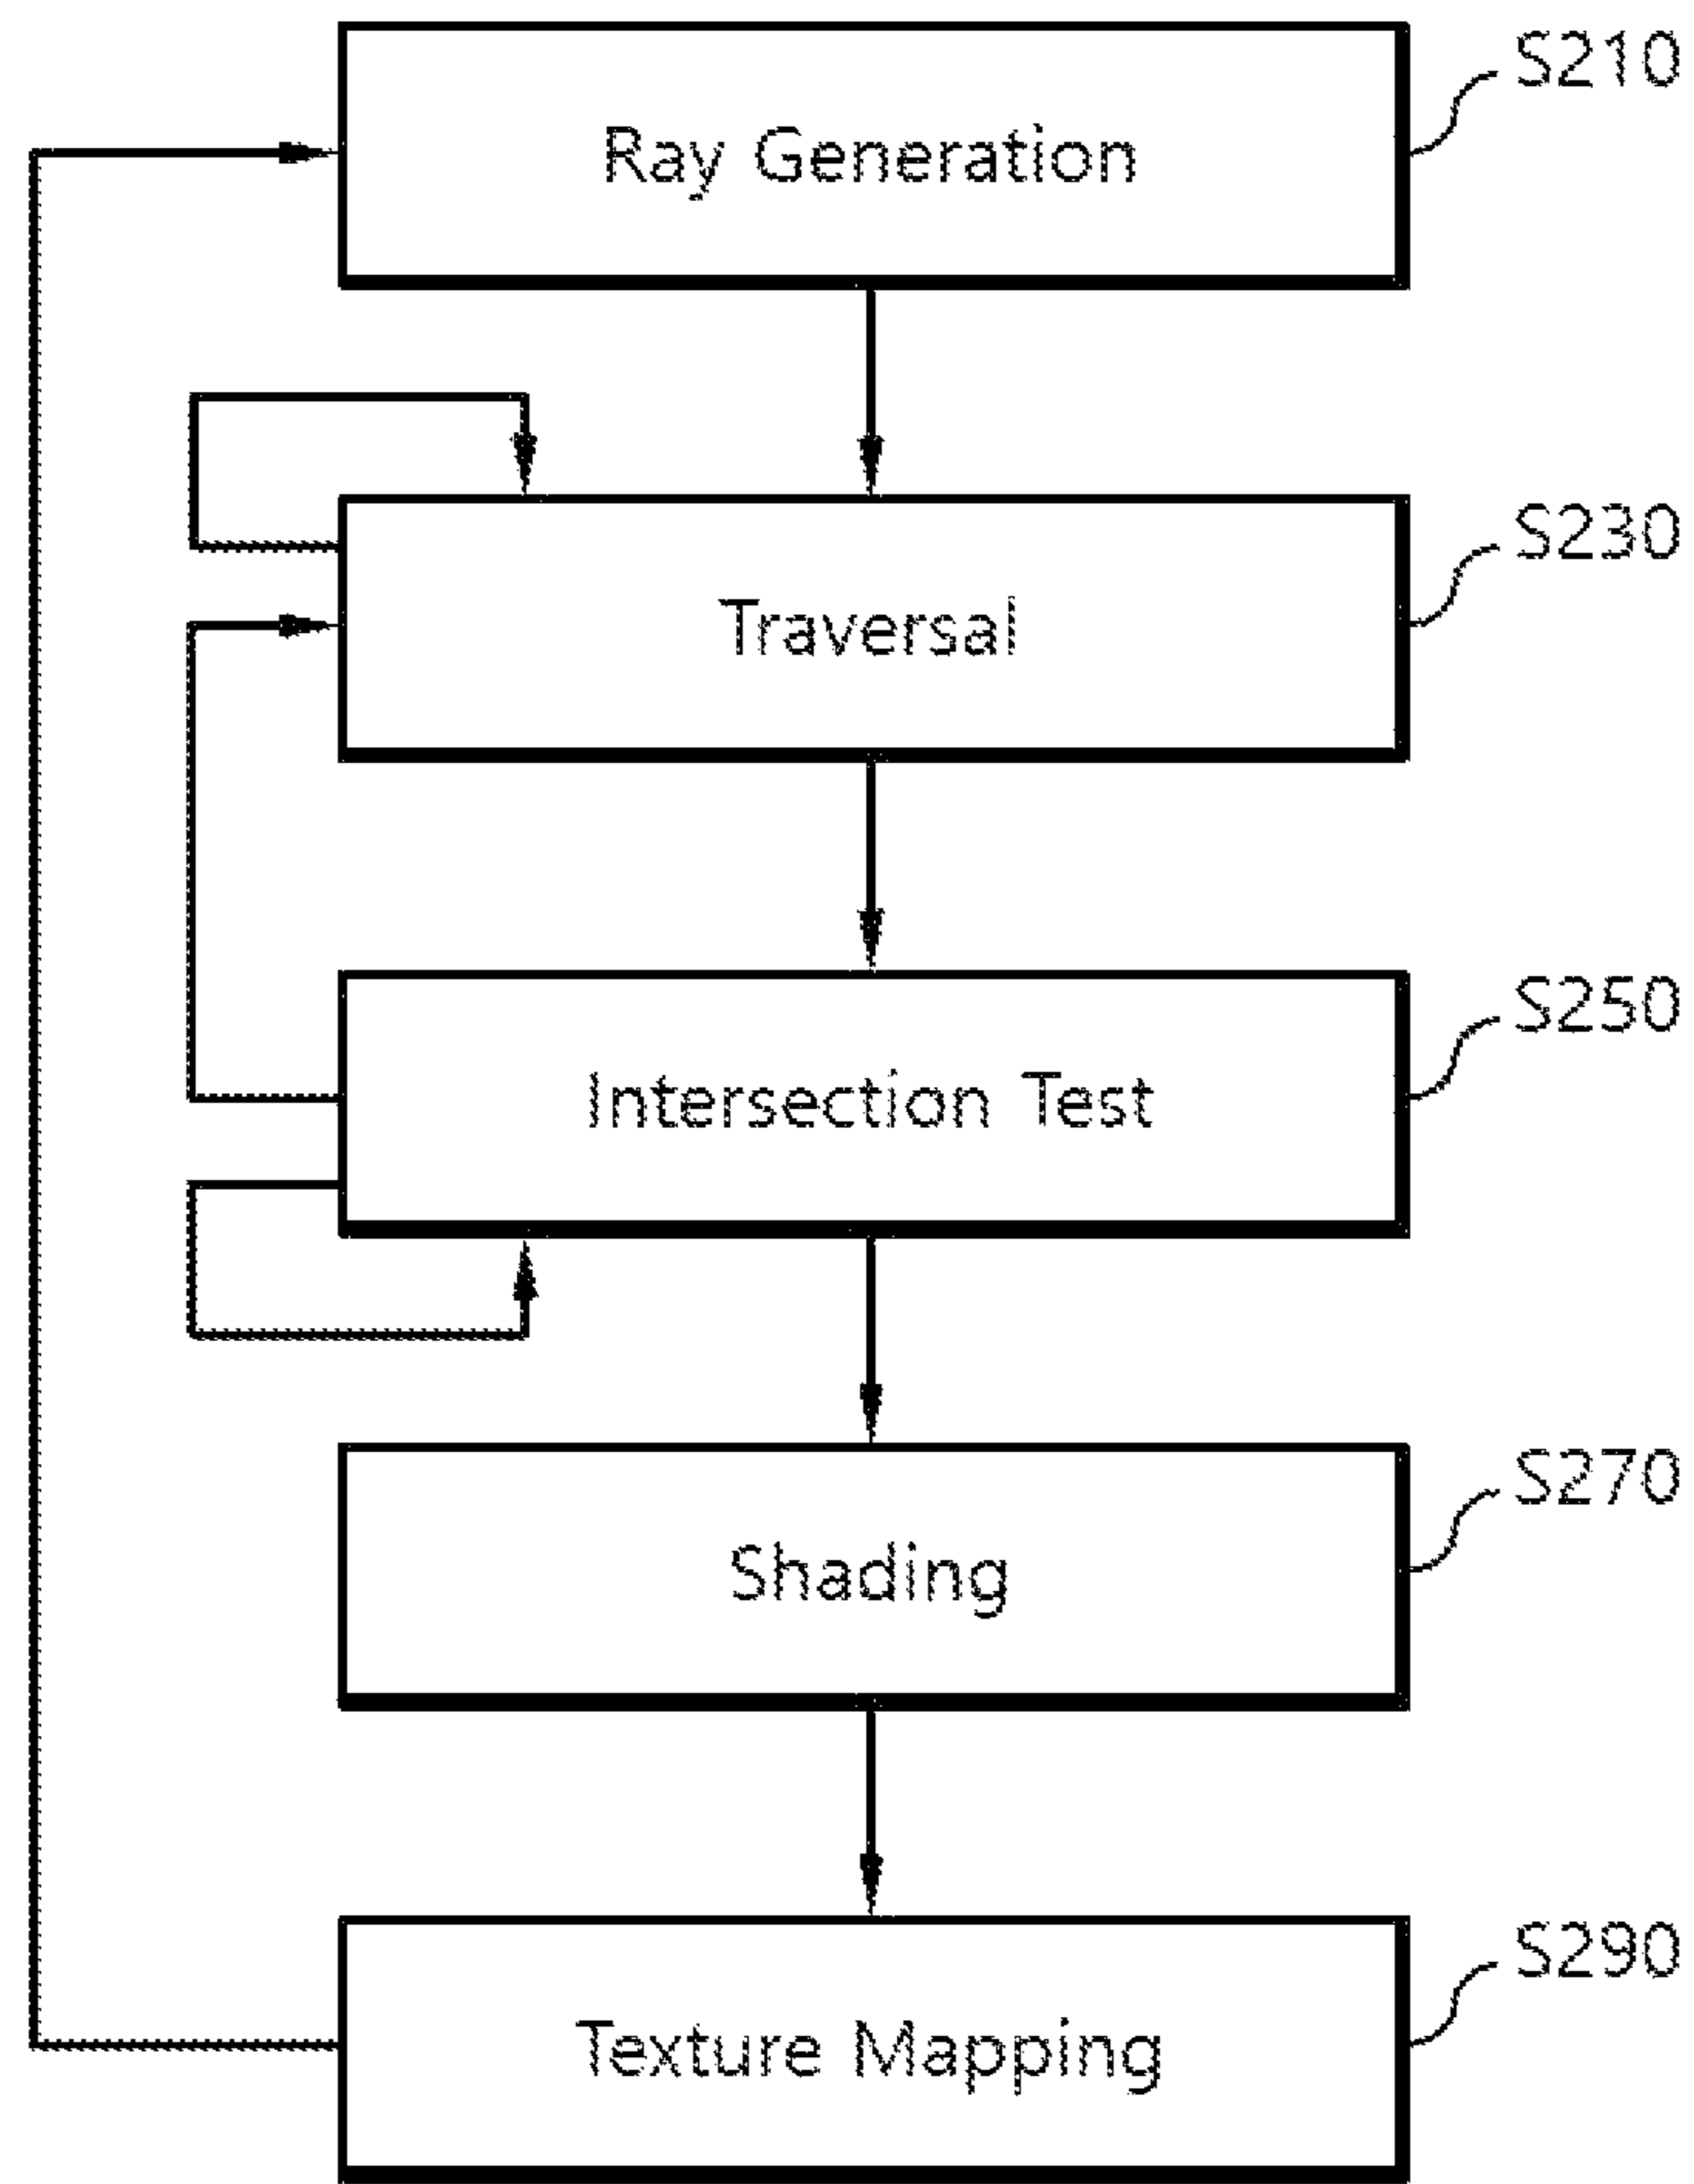 S210
Ray Generation
S230
Traversal
S250
Intersection Test
S270
Shading
S290
Texture Mapping